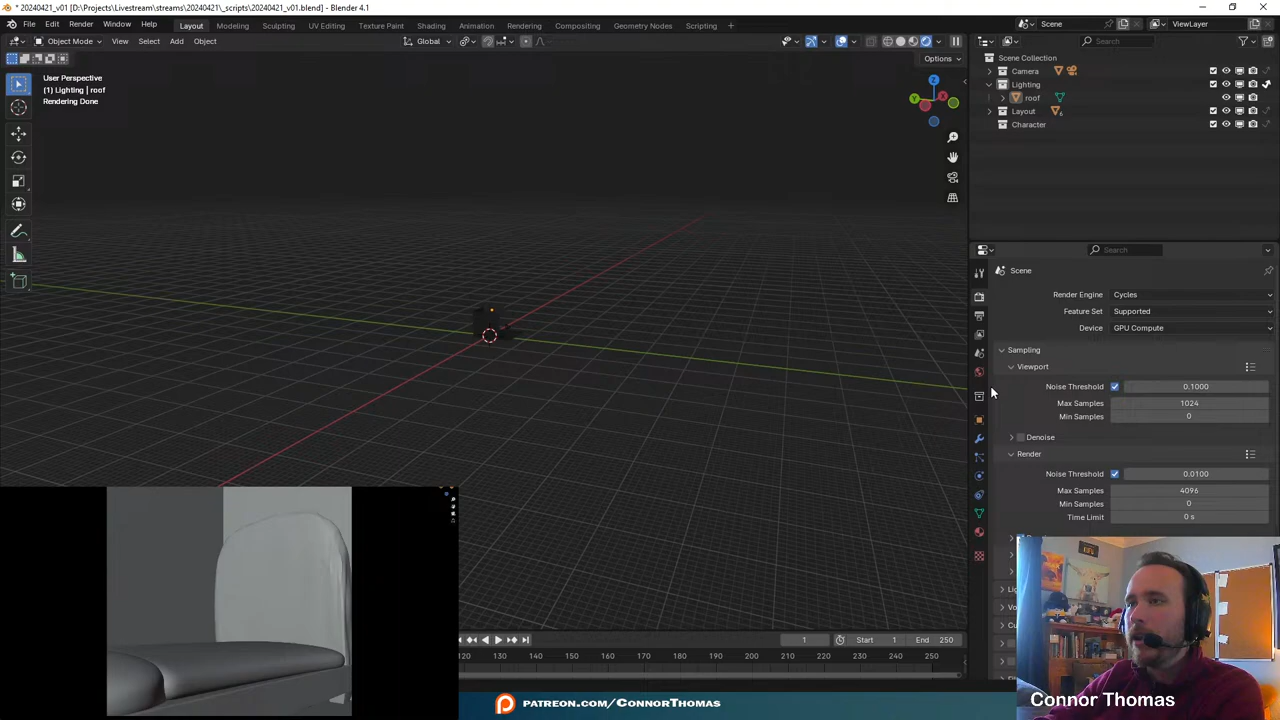 * 20240421_v01 [D:\Projects\Livestream\streams\20240421\_scripts\20240421_v01.blend] - Blender 4.1
Edit Render Window Help Layout Modeling Sculpting UV Editing Texture Paint Shading Animation Rendering Compositing Geometry Nodes Scripting + Scene ViewLayer
Object Mode View Select Add Object Global Search
Options
User Perspective
(1) Lighting | roof
Rendering Done
Z
Y
X
Scene Collection
Camera
Lighting
roof
Layout
Character
Search
Scene
Render Engine Cycles
Feature Set Supported
Device GPU Compute
Sampling
Viewport
Noise Threshold 0.1000
Max Samples 1024
Min Samples 0
Denoise
Render
Noise Threshold 0.0100
Max Samples 4096
Min Samples 0
Time Limit 0 s
1 Start 1 End 250
120 130 140 150 160 170 180 190 200 210 220 230 240 250
PATREON.COM/CONNORTHOMAS
Connor Thomas